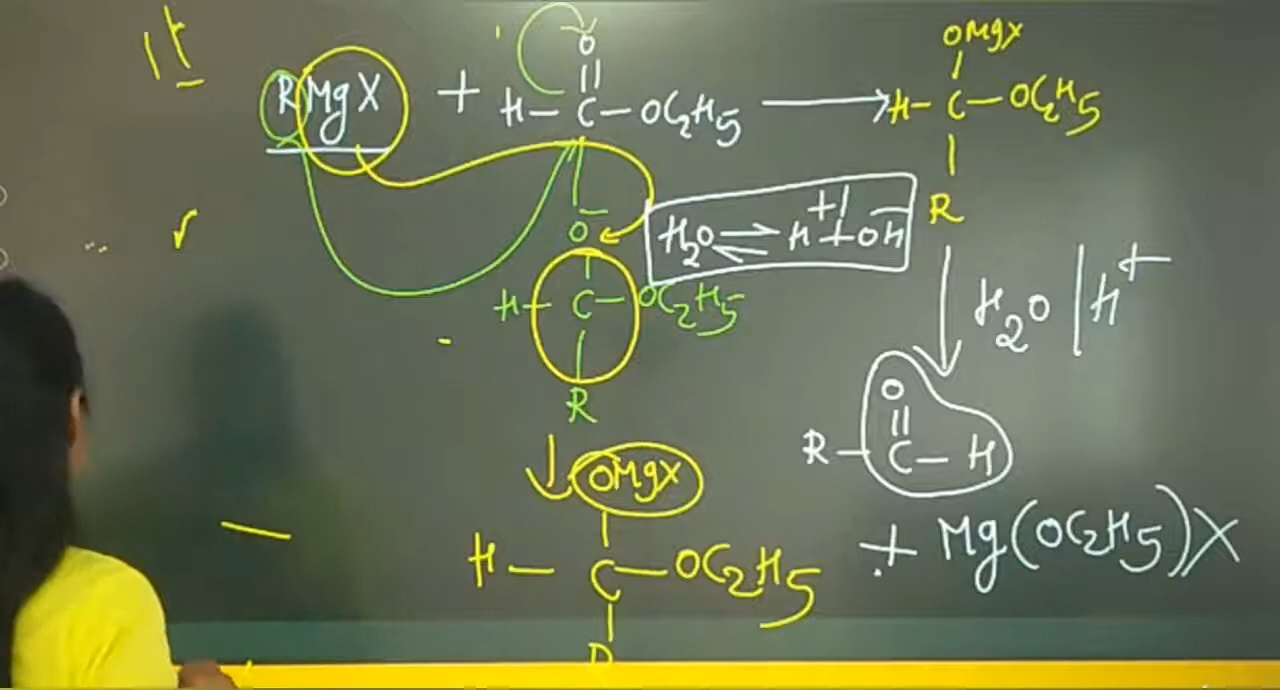 RMgX + H—C(=O)—OC2H5 ⟶ H—C(OMgX)(R)—OC2H5
H2O ⇌ H+ + OH−
O−
H—C—OC2H5
R
↓
OMgX
H—C—OC2H5
↓ H2O | H+
O
||
R—C—H
+ Mg(OC2H5)X